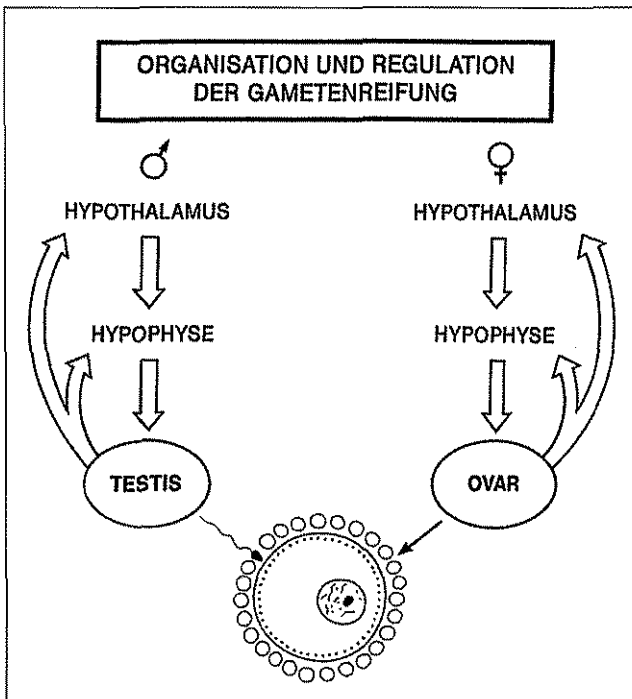 ORGANISATION UND REGULATION
DER GAMETENREIFUNG
♂ ♀
HYPOTHALAMUS HYPOTHALAMUS
HYPOPHYSE HYPOPHYSE
TESTIS OVAR